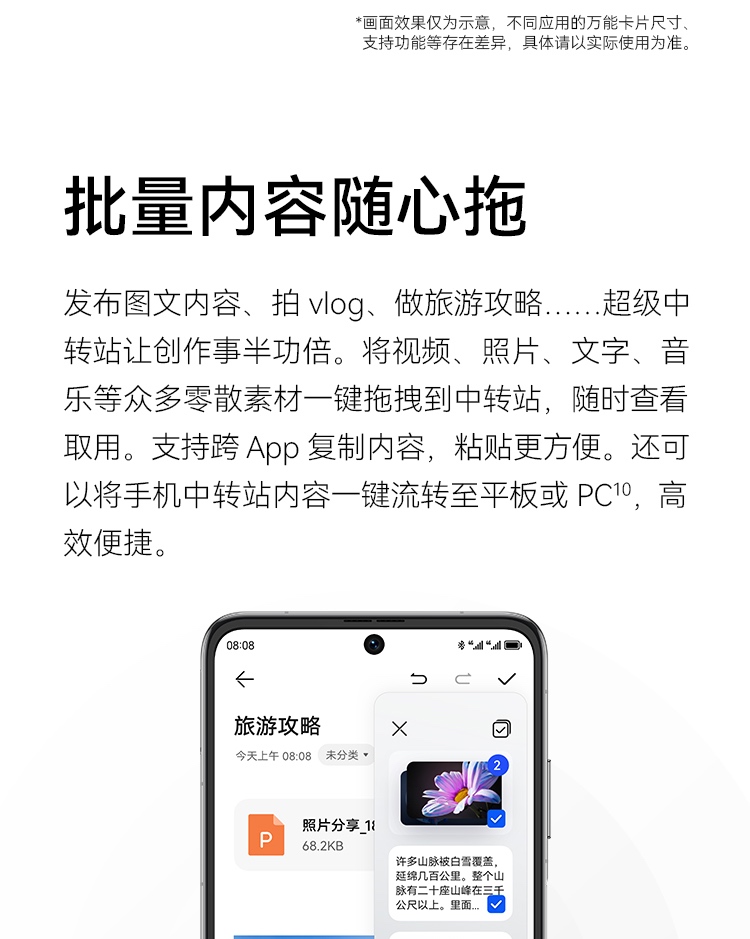 *画面效果仅为示意，不同应用的万能卡片尺寸、
支持功能等存在差异，具体请以实际使用为准。
批量内容随心拖
发布图文内容、拍 vlog、做旅游攻略……超级中
转站让创作事半功倍。将视频、照片、文字、音
乐等众多零散素材一键拖拽到中转站，随时查看
取用。支持跨 App 复制内容，粘贴更方便。还可
以将手机中转站内容一键流转至平板或 PC10，高
效便捷。
08:08
旅游攻略
今天上午 08:08 未分类
2
P
照片分享_18
68.2KB
许多山脉被白雪覆盖，
延绵几百公里。整个山
脉有二十座山峰在三千
公尺以上。里面...